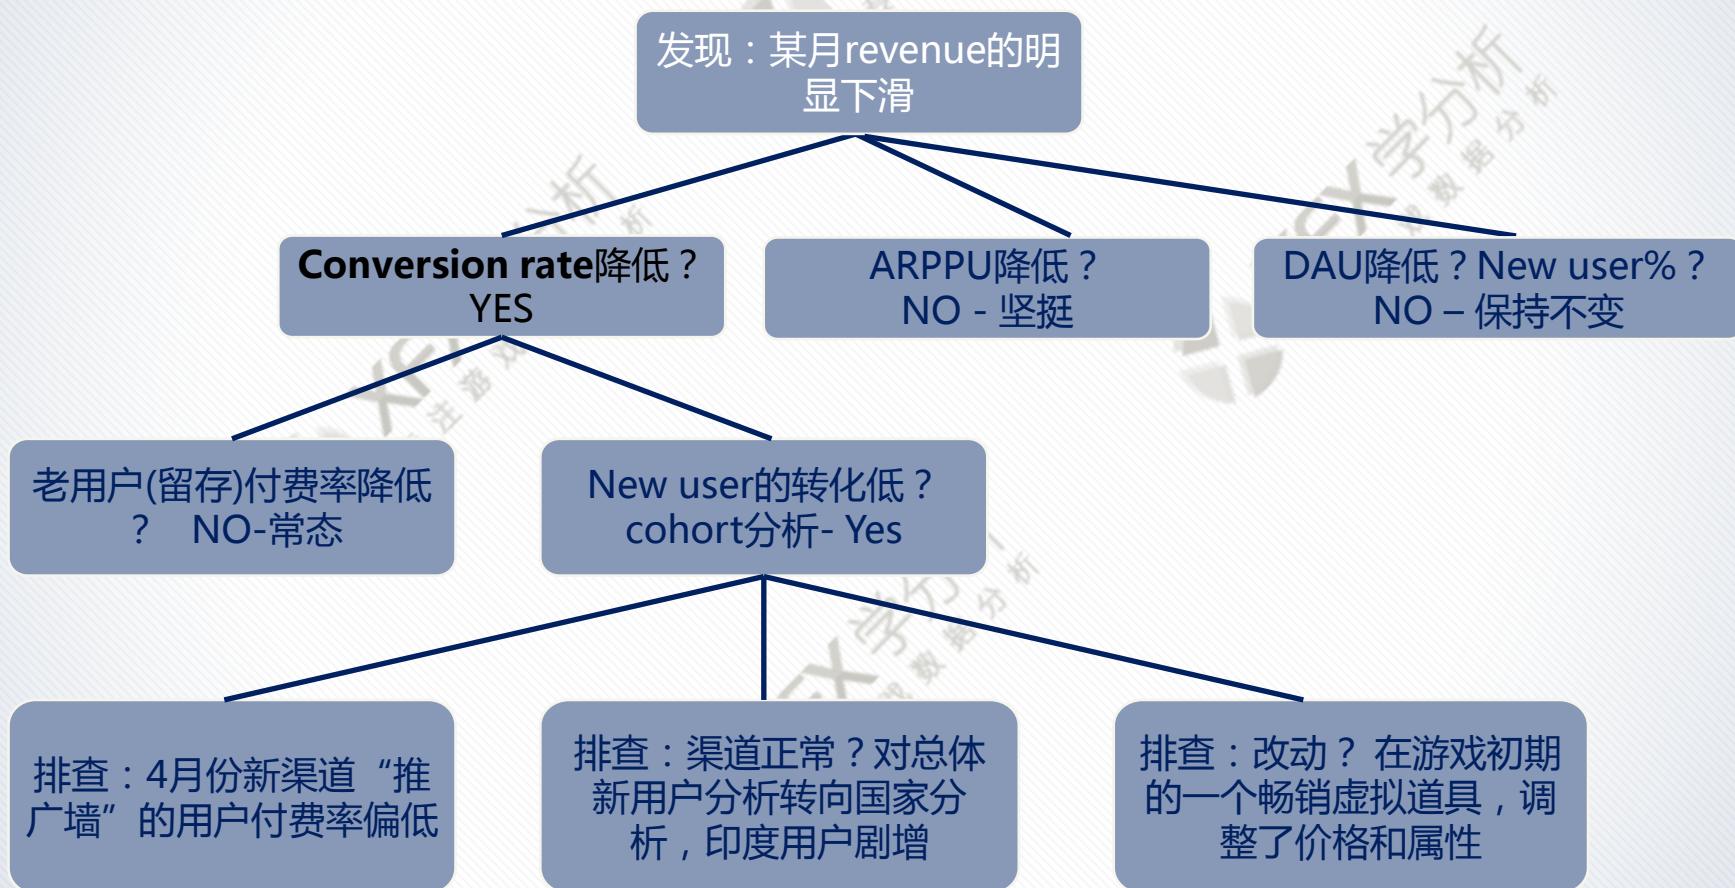 发现：某月revenue的明
显下滑
Conversion rate降低？
YES
ARPPU降低？
NO - 坚挺
DAU降低？New user%？
NO – 保持不变
老用户(留存)付费率降低
？ NO-常态
New user的转化低？
cohort分析- Yes
排查：4月份新渠道“推
广墙”的用户付费率偏低
排查：渠道正常？对总体
新用户分析转向国家分
析，印度用户剧增
排查：改动？ 在游戏初期
的一个畅销虚拟道具，调
整了价格和属性
学分析
数据分析